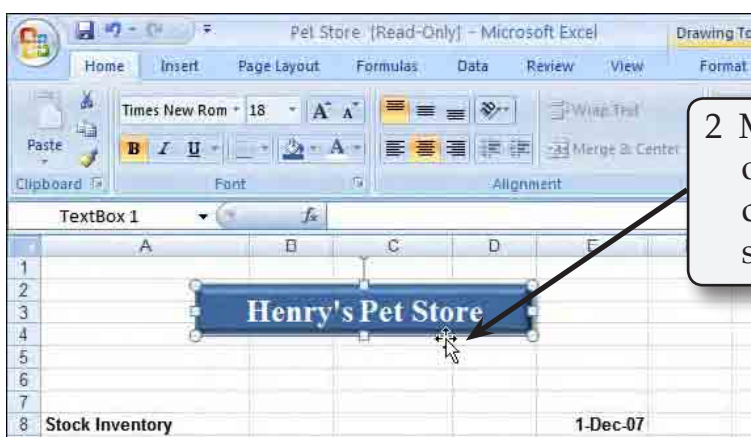 Pet Store [Read-Only] - Microsoft Excel
Drawing To
Home Insert Page Layout Formulas Data Review View Format
Paste
Times New Rom 18 A A
B I U A
Wrap Text
Merge & Center
Clipboard Font Alignment
TextBox 1 fx
A B C D E
1
2
3 Henry's Pet Store
4
5
6
7
8 Stock Inventory 1-Dec-07
2 M